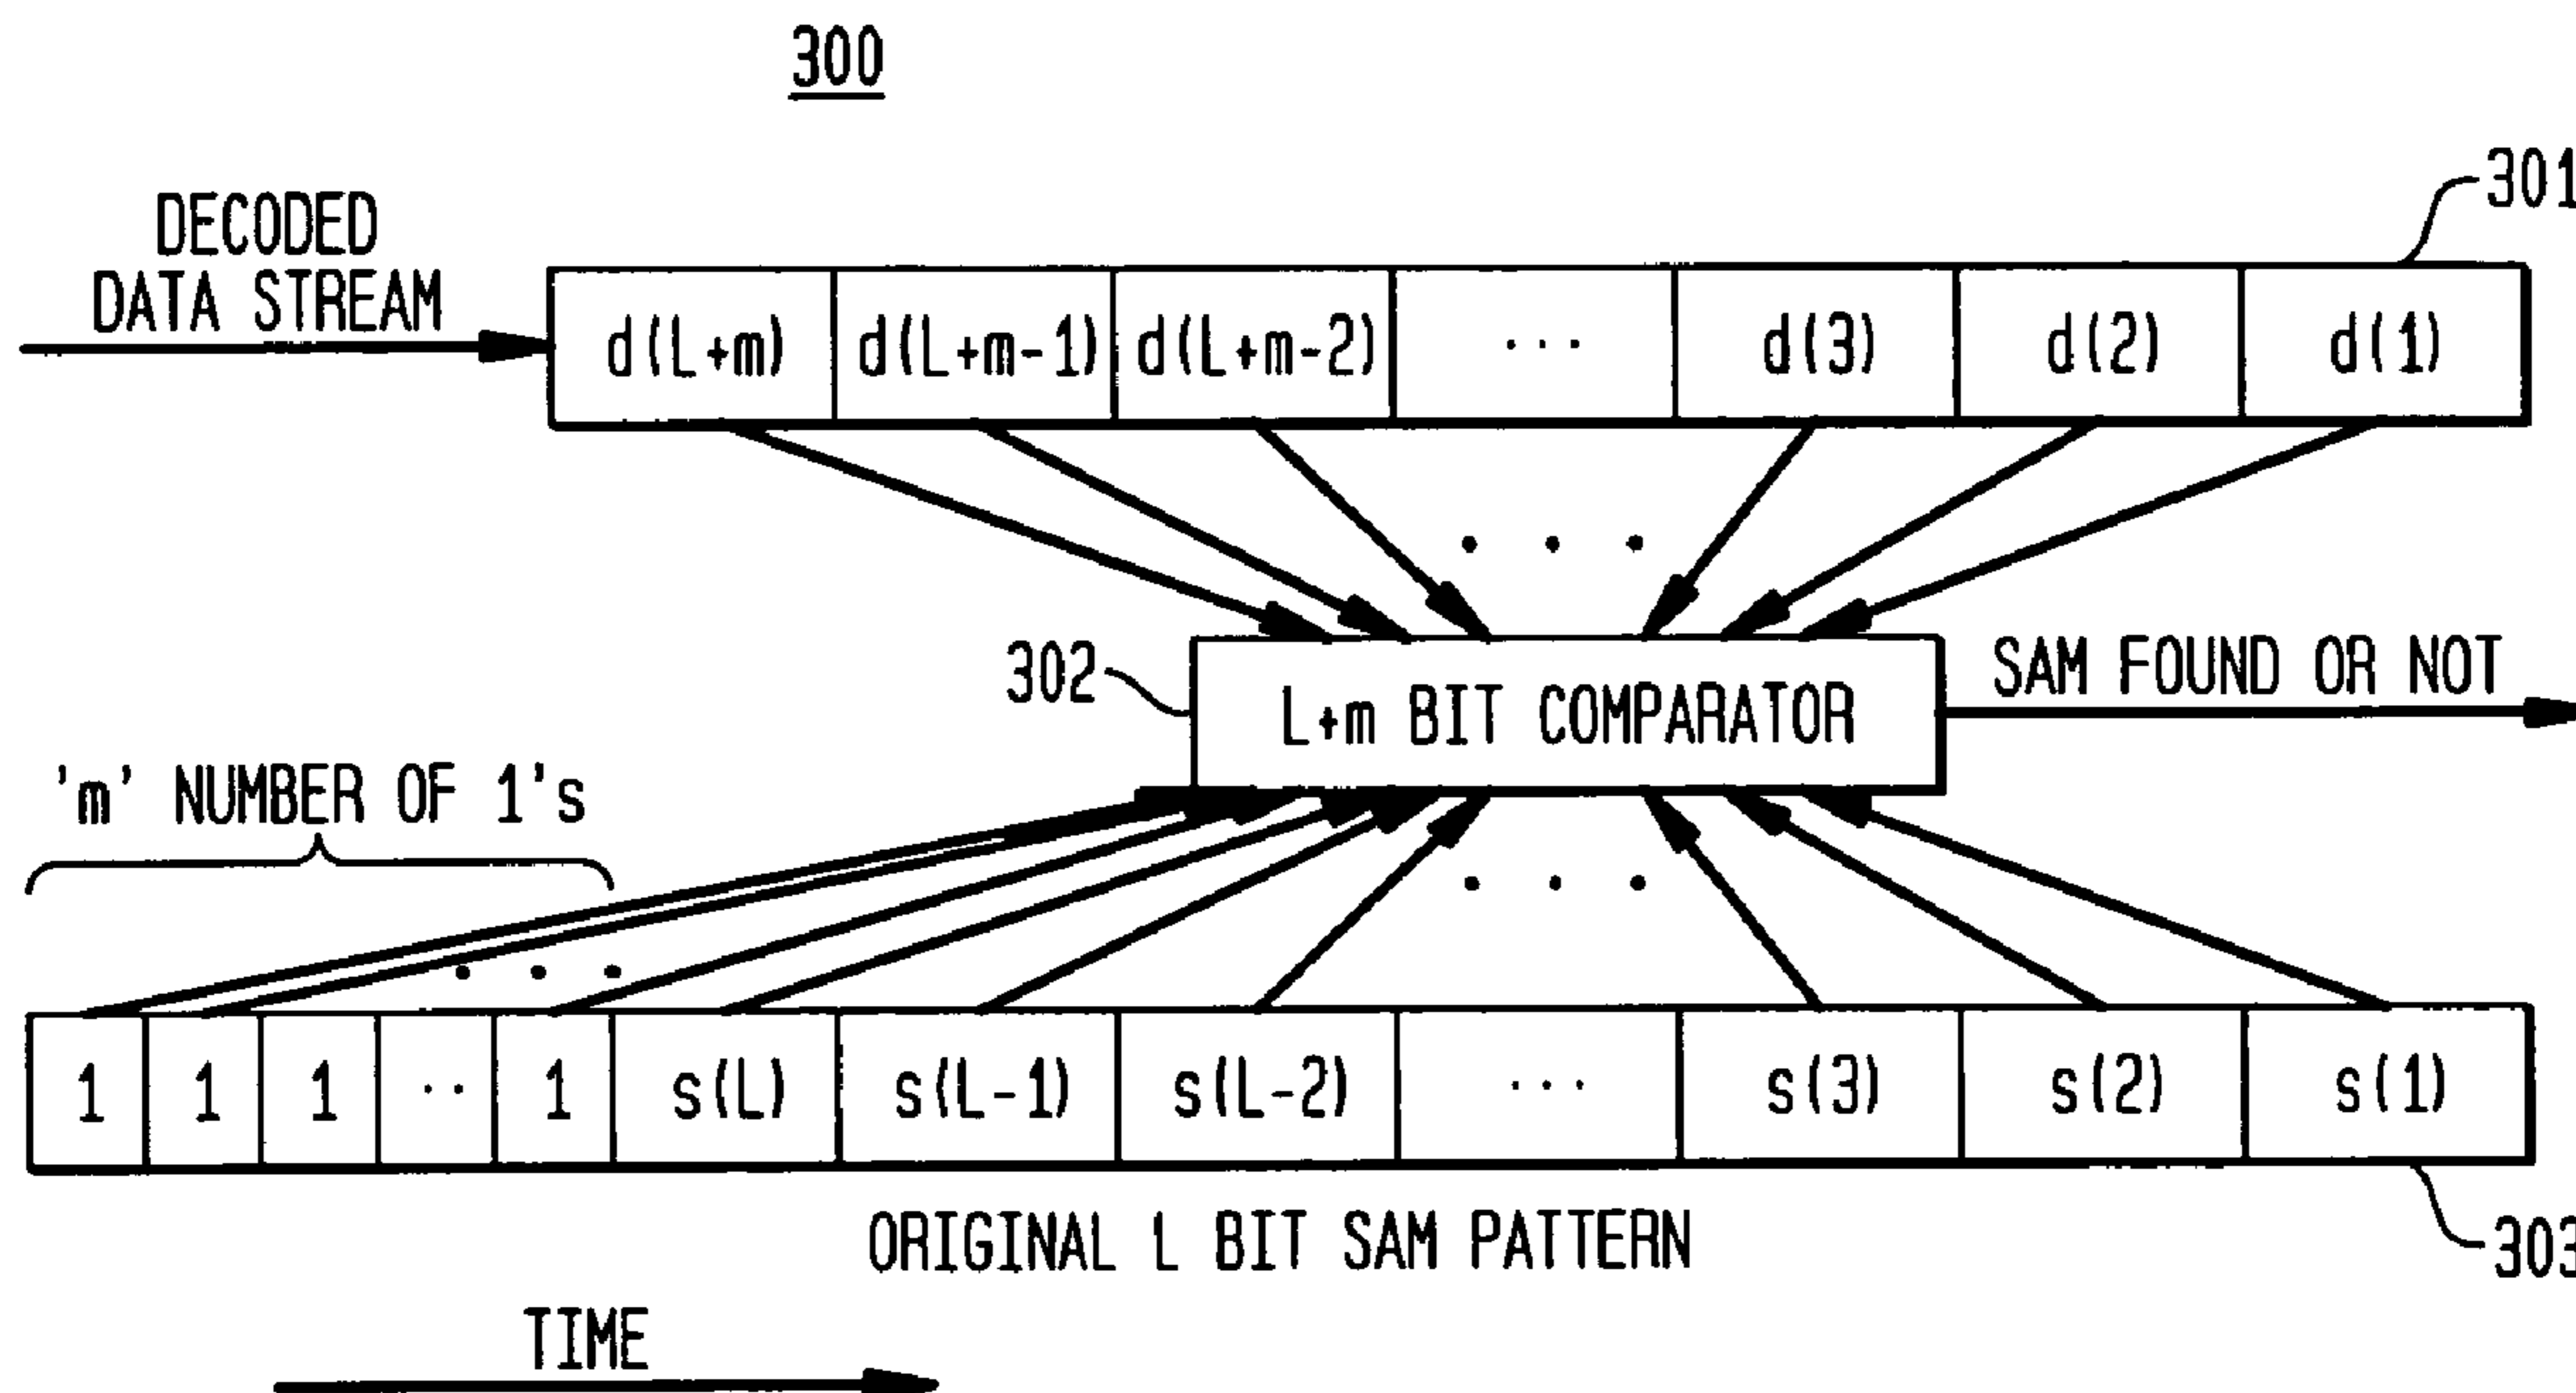 300
301
DECODED
DATA STREAM
d(L+m) d(L+m-1) d(L+m-2) ... d(3) d(2) d(1)
302
L+m BIT COMPARATOR
SAM FOUND OR NOT
'm' NUMBER OF 1's
1 1 1 .. 1 s(L) s(L-1) s(L-2) ... s(3) s(2) s(1)
ORIGINAL L BIT SAM PATTERN
303
TIME